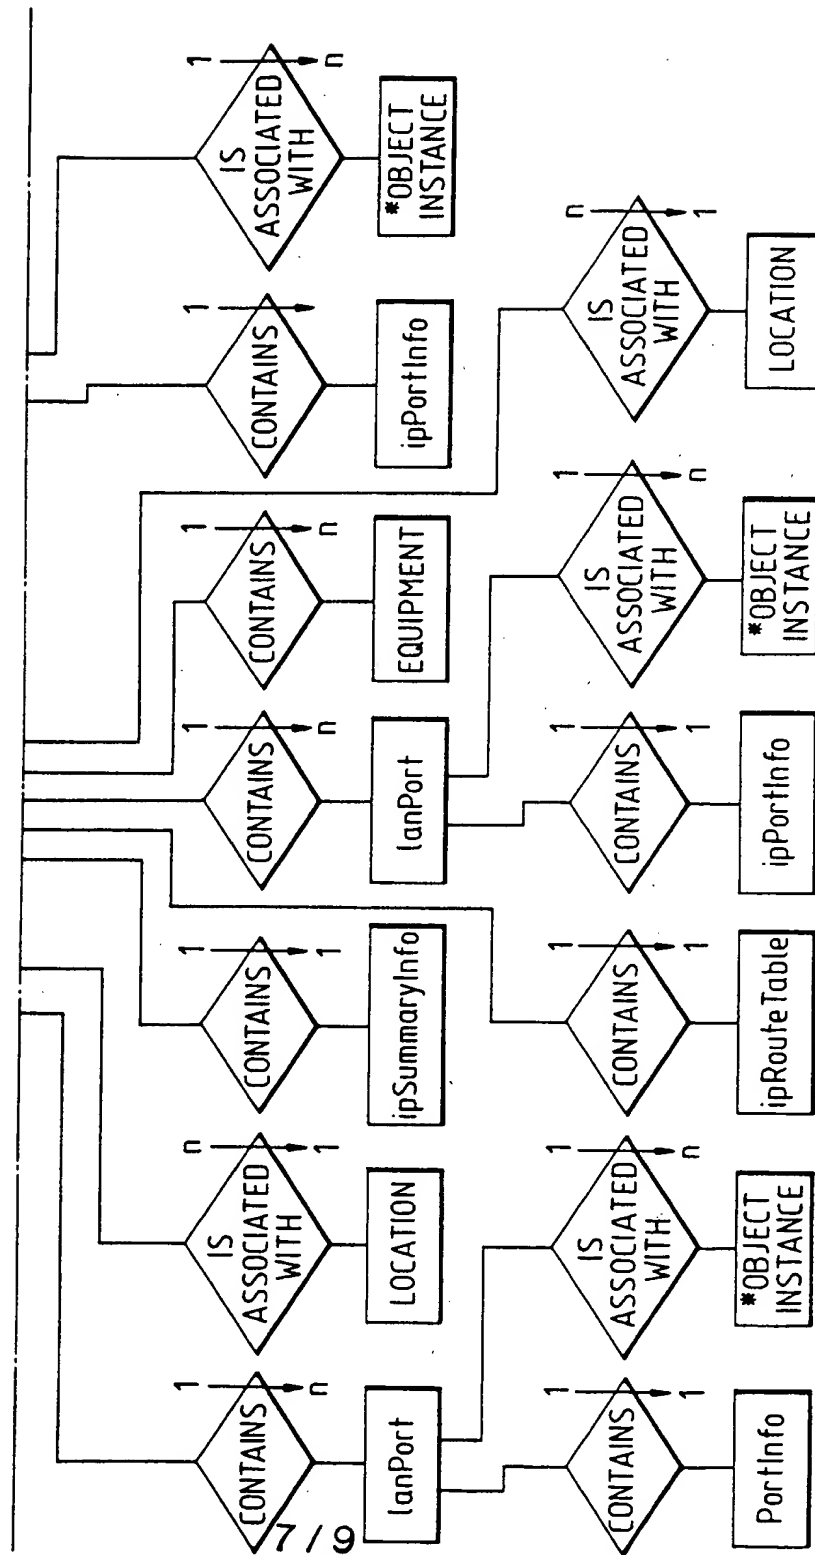 1
CONTAINS
n
lanPort
n
IS
ASSOCIATED
WITH
1
LOCATION
1
CONTAINS
1
ipSummaryInfo
1
CONTAINS
n
lanPort
1
CONTAINS
n
EQUIPMENT
1
CONTAINS
ipPortInfo
1
IS
ASSOCIATED
WITH
n
*OBJECT
INSTANCE
1
CONTAINS
1
PortInfo
1
IS
ASSOCIATED
WITH
n
*OBJECT
INSTANCE
1
CONTAINS
1
ipRouteTable
1
CONTAINS
1
ipPortInfo
1
IS
ASSOCIATED
WITH
n
*OBJECT
INSTANCE
n
IS
ASSOCIATED
WITH
1
LOCATION
7/9